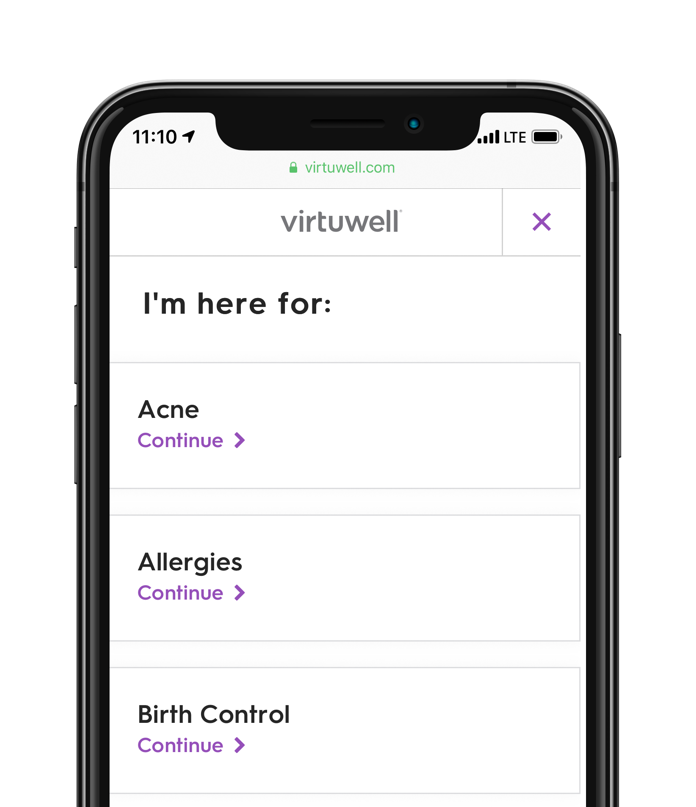 11:10 LTE
virtuwell.com
virtuwell
I'm here for:
Acne
Continue
Allergies
Continue
Birth Control
Continue